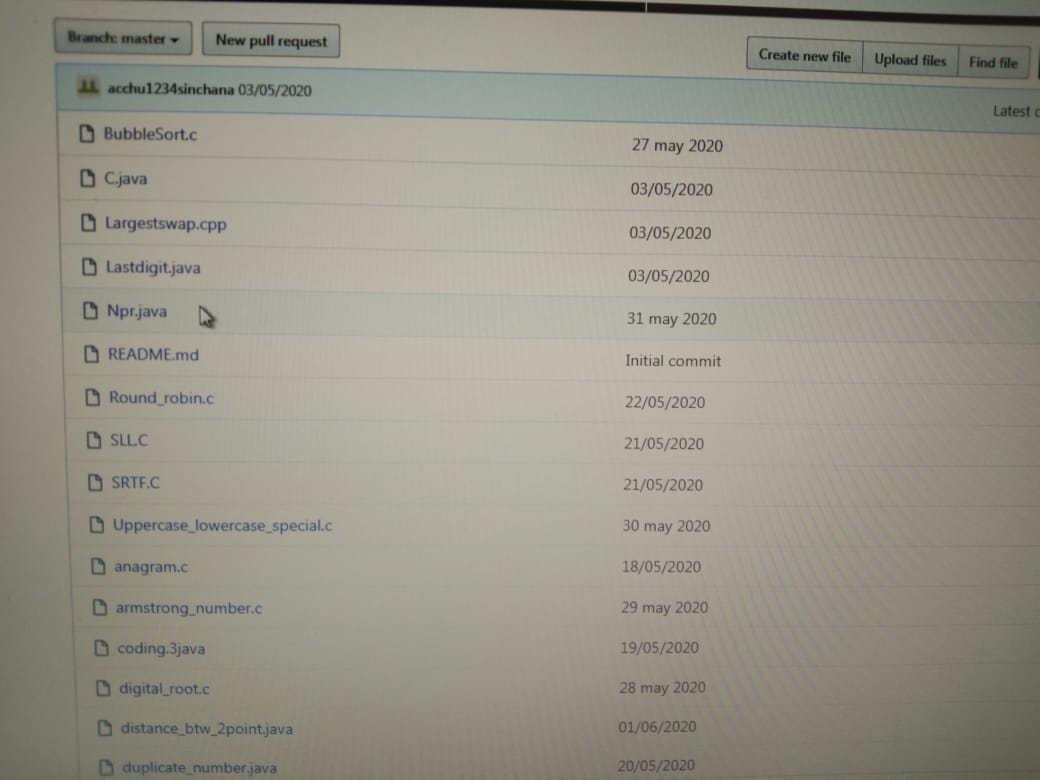 Branch: master New pull request Create new file Upload files Find file
acchu1234sinchana 03/05/2020 Latest
BubbleSort.c 27 may 2020
C.java 03/05/2020
Largestswap.cpp 03/05/2020
Lastdigit.java 03/05/2020
Npr.java 31 may 2020
README.md Initial commit
Round_robin.c 22/05/2020
SLL.C 21/05/2020
SRTF.C 21/05/2020
Uppercase_lowercase_special.c 30 may 2020
anagram.c 18/05/2020
armstrong_number.c 29 may 2020
coding.3java 19/05/2020
digital_root.c 28 may 2020
distance_btw_2point.java 01/06/2020
duplicate_number.java 20/05/2020